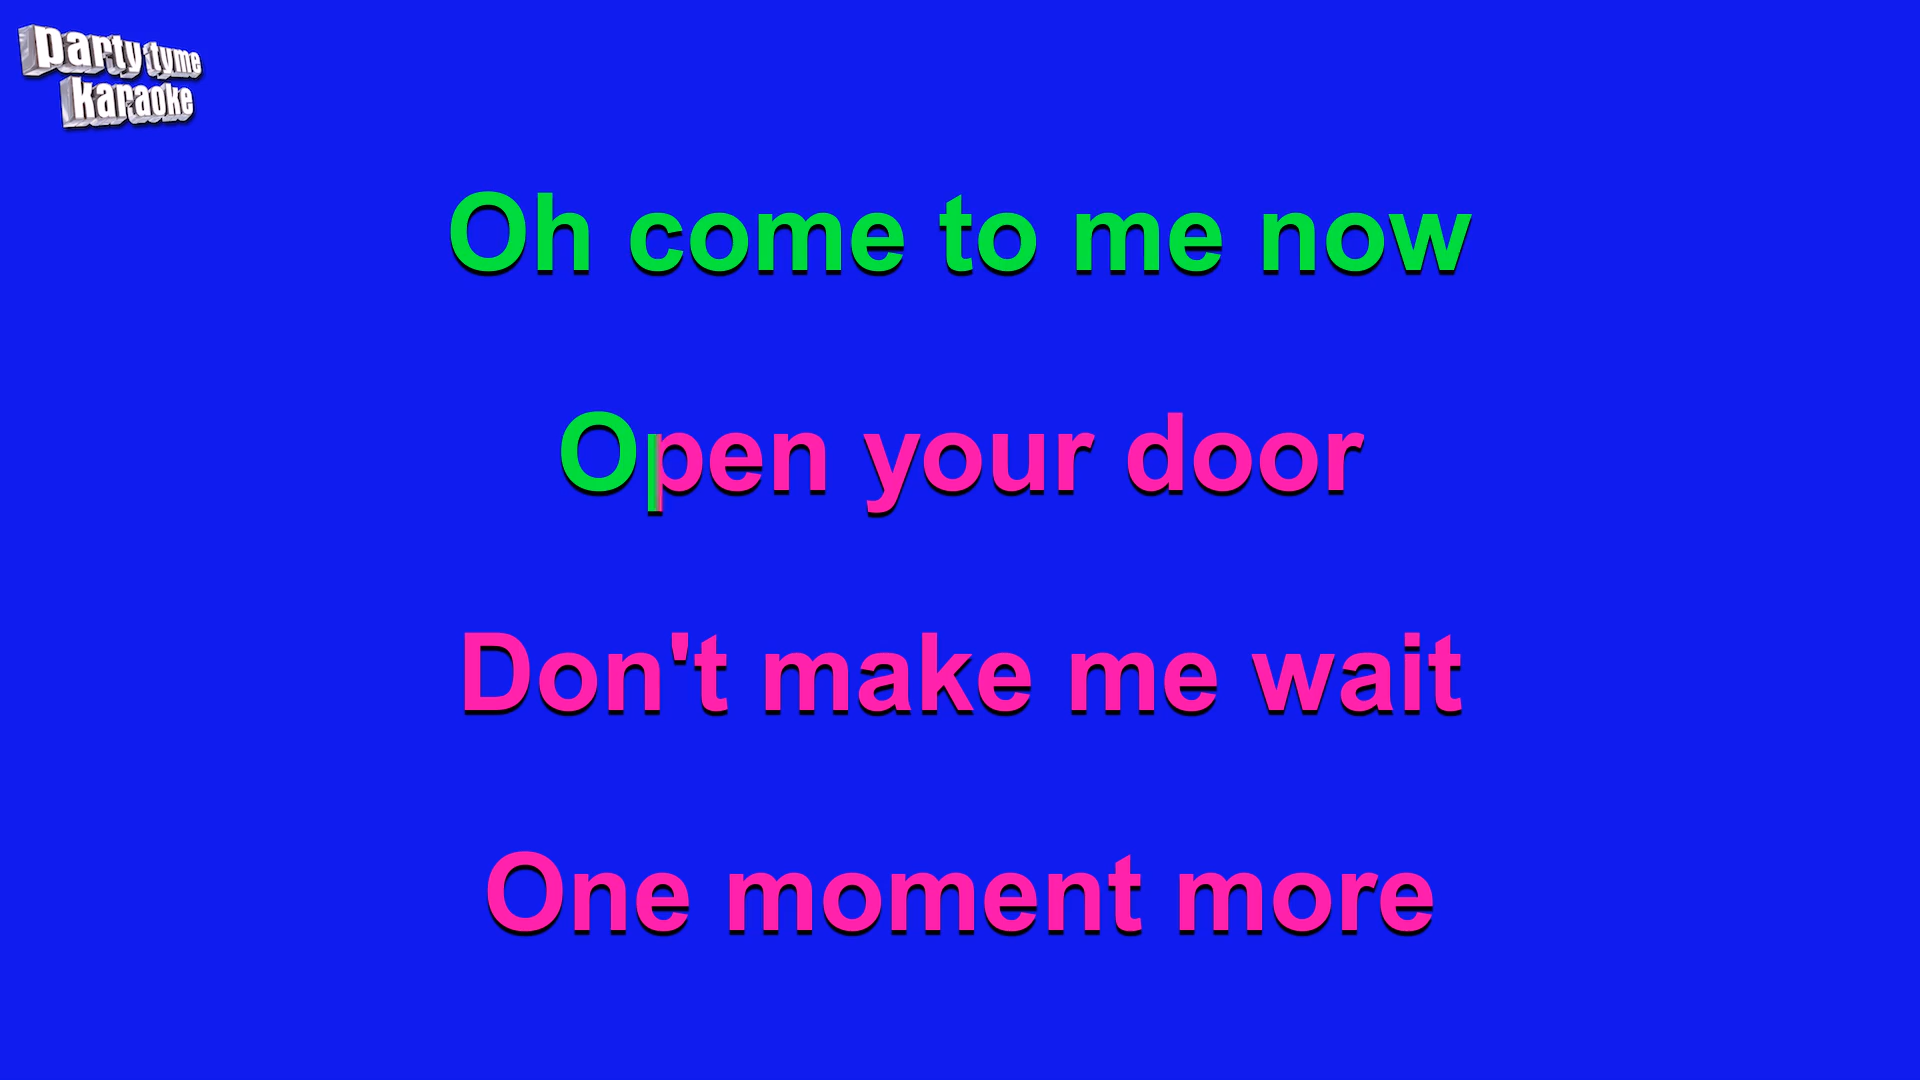 party tyme
karaoke
Oh come to me now
Open your door
Don't make me wait
One moment more